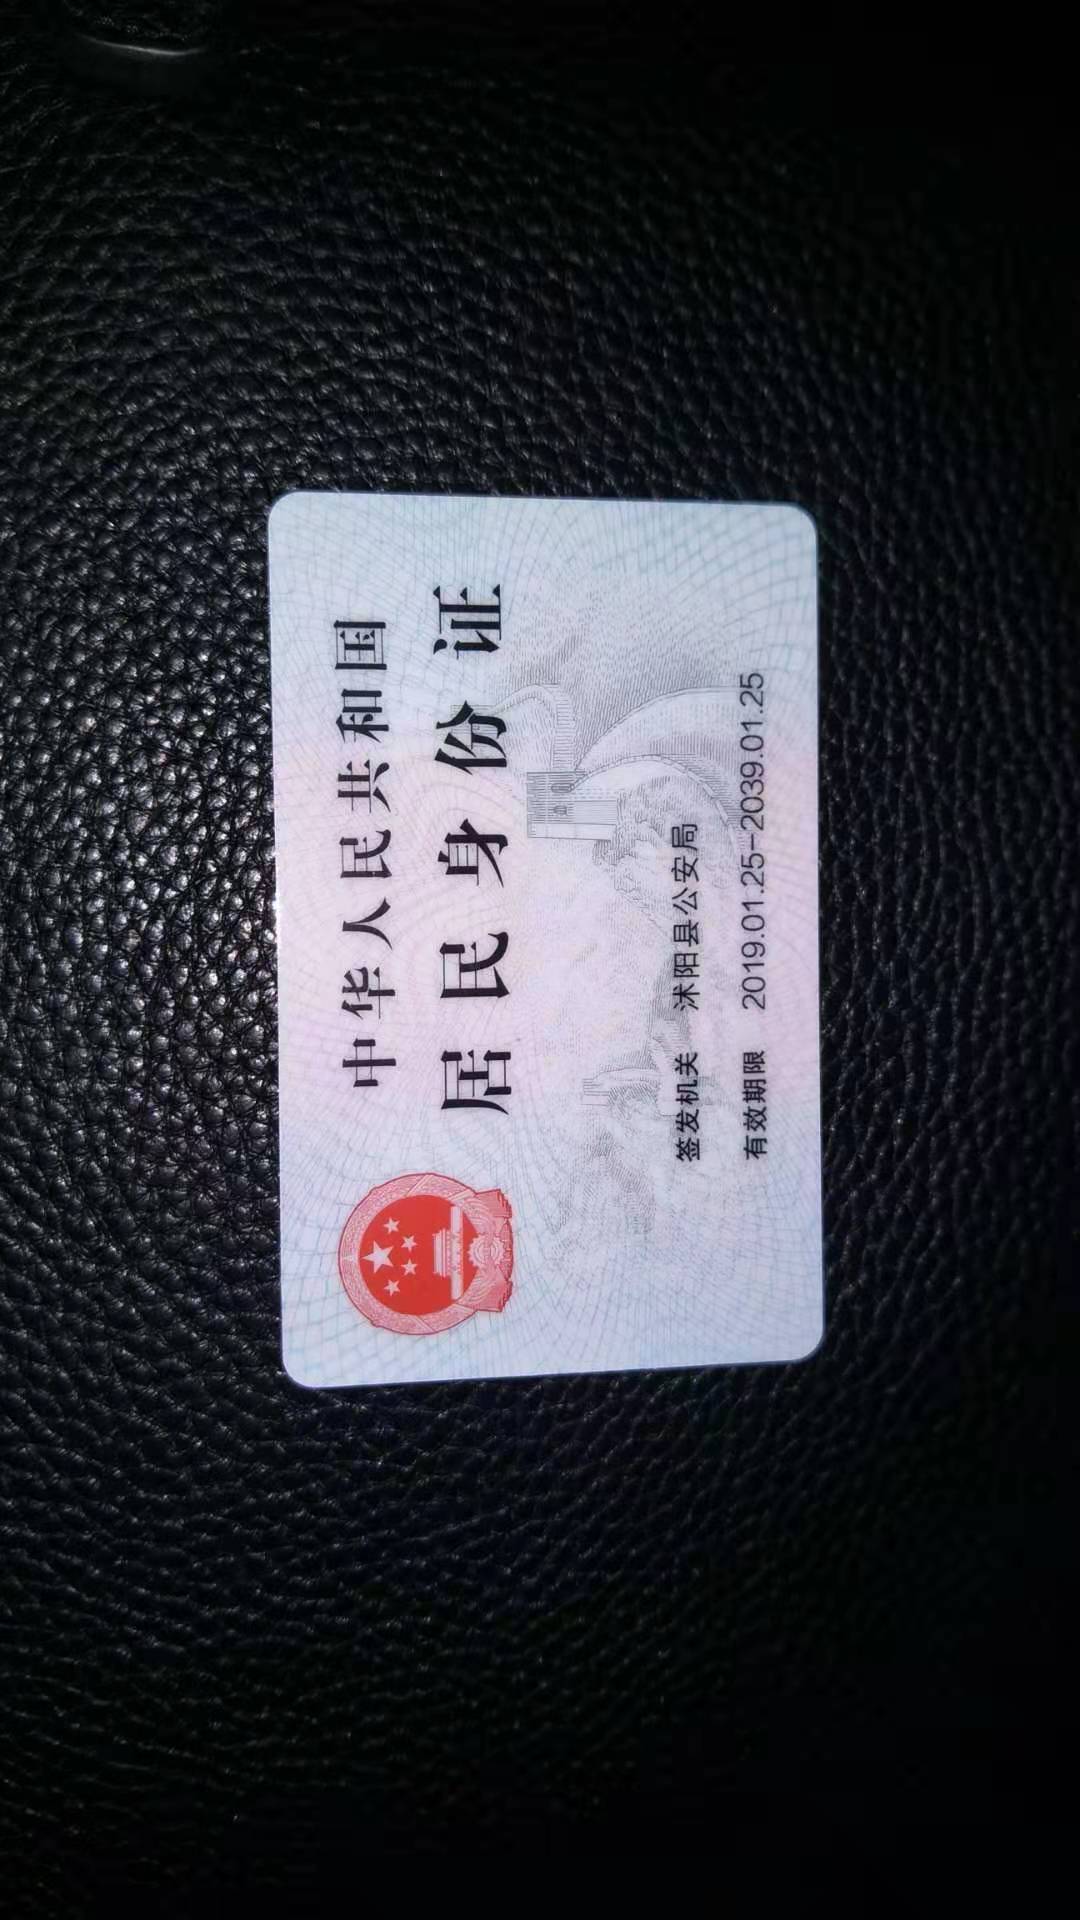 中华人民共和国
居民身份证
签发机关 沭阳县公安局
有效期限 2019.01.25-2039.01.25